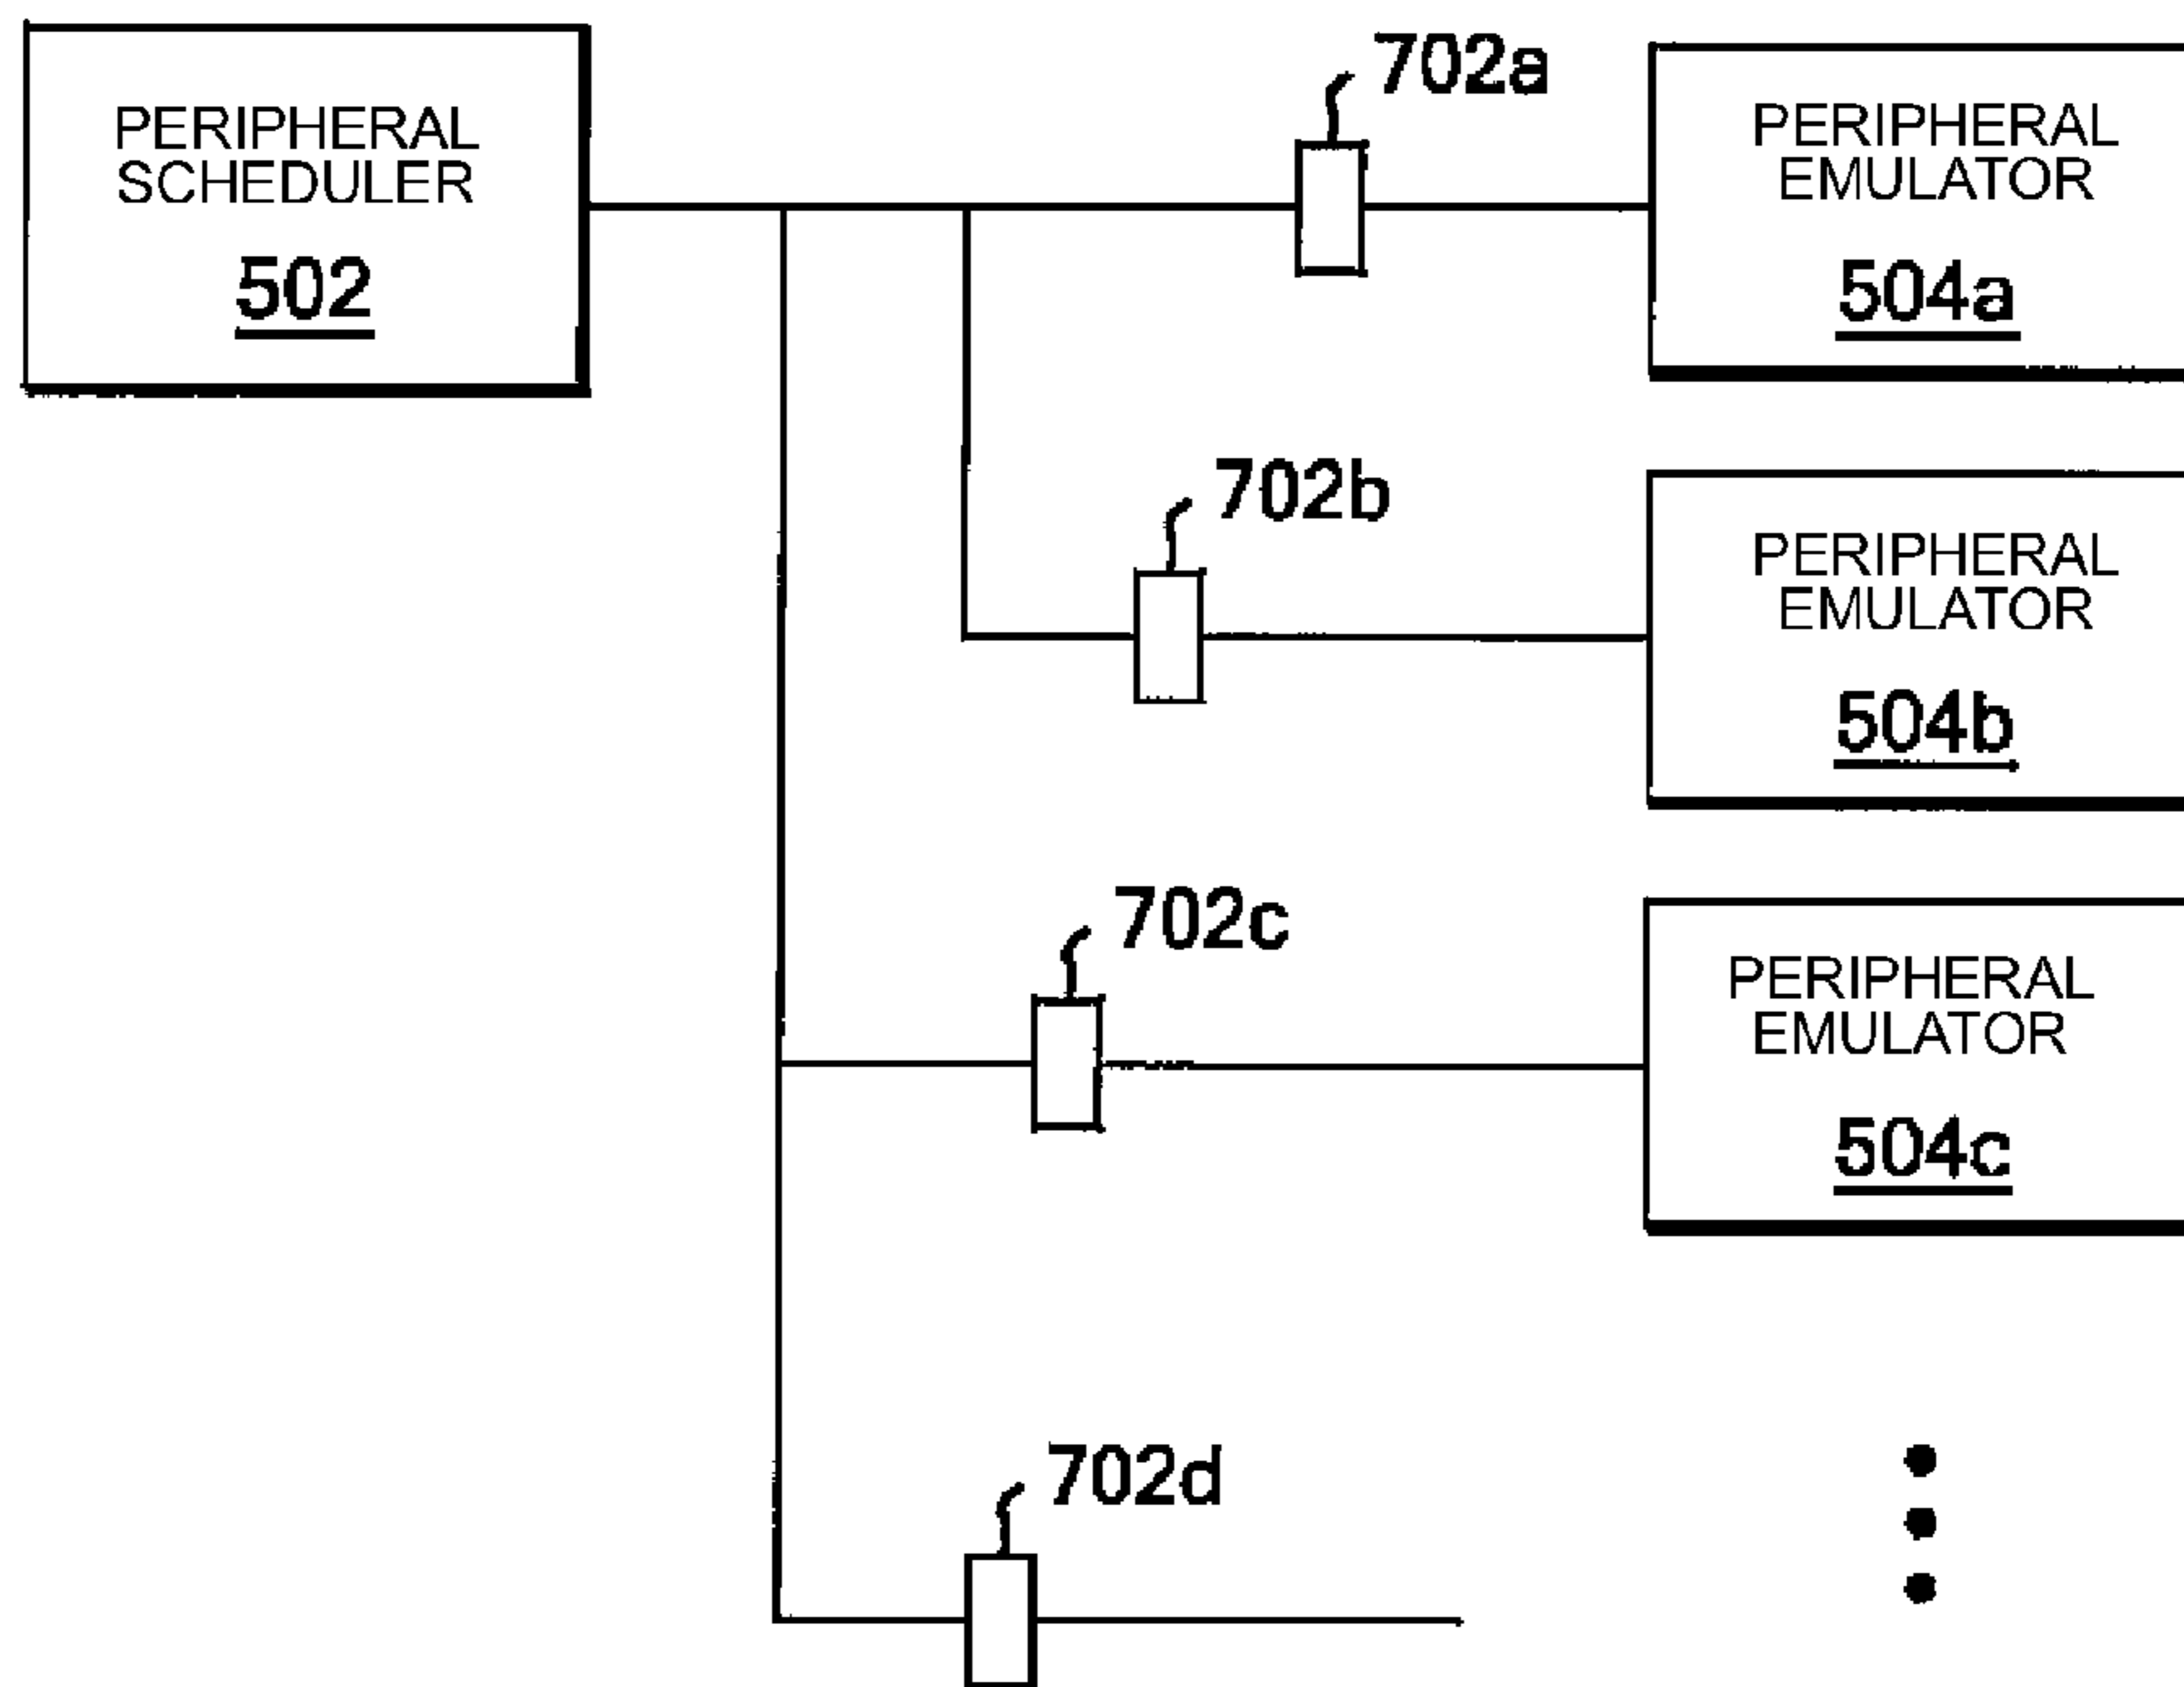 PERIPHERAL
SCHEDULER
502
702a
PERIPHERAL
EMULATOR
504a
702b
PERIPHERAL
EMULATOR
504b
702c
PERIPHERAL
EMULATOR
504c
702d